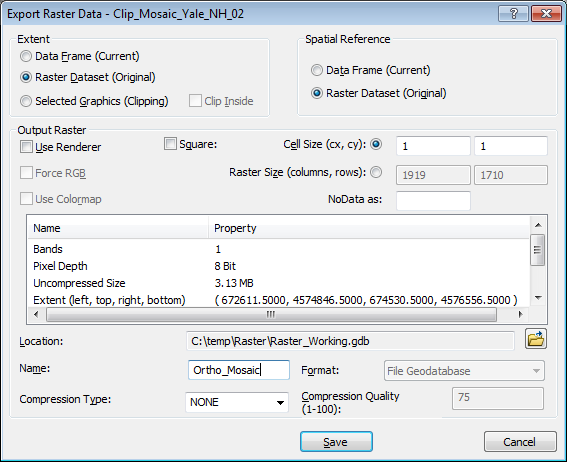 Export Raster Data - Clip_Mosaic_Yale_NH_02
Extent
Data Frame (Current)
Raster Dataset (Original)
Selected Graphics (Clipping)
Clip Inside
Spatial Reference
Data Frame (Current)
Raster Dataset (Original)
Output Raster
Use Renderer
Square:
Cell Size (cx, cy):
1
1
Force RGB
Raster Size (columns, rows):
1919
1710
Use Colormap
NoData as:
Name
Property
Bands
1
Pixel Depth
8 Bit
Uncompressed Size
3.13 MB
Extent (left, top, right, bottom)
( 672611.5000, 4574846.5000, 674530.5000, 4576556.5000 )
Location:
C:\temp\Raster\Raster_Working.gdb
Name:
Ortho_Mosaic
Format:
File Geodatabase
Compression Type:
NONE
Compression Quality
(1-100):
75
Save
Cancel